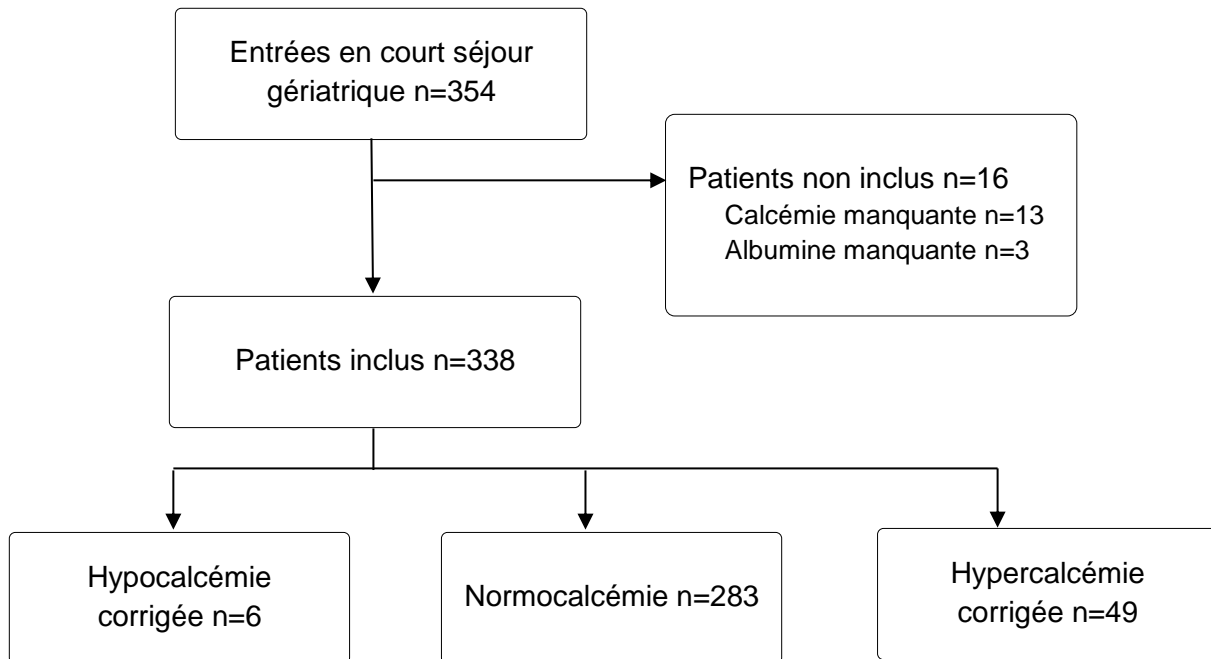 Entrées en court séjour
gériatrique n=354
Patients non inclus n=16
Calcémie manquante n=13
Albumine manquante n=3
Patients inclus n=338
Hypocalcémie
corrigée n=6
Normocalcémie n=283
Hypercalcémie
corrigée n=49